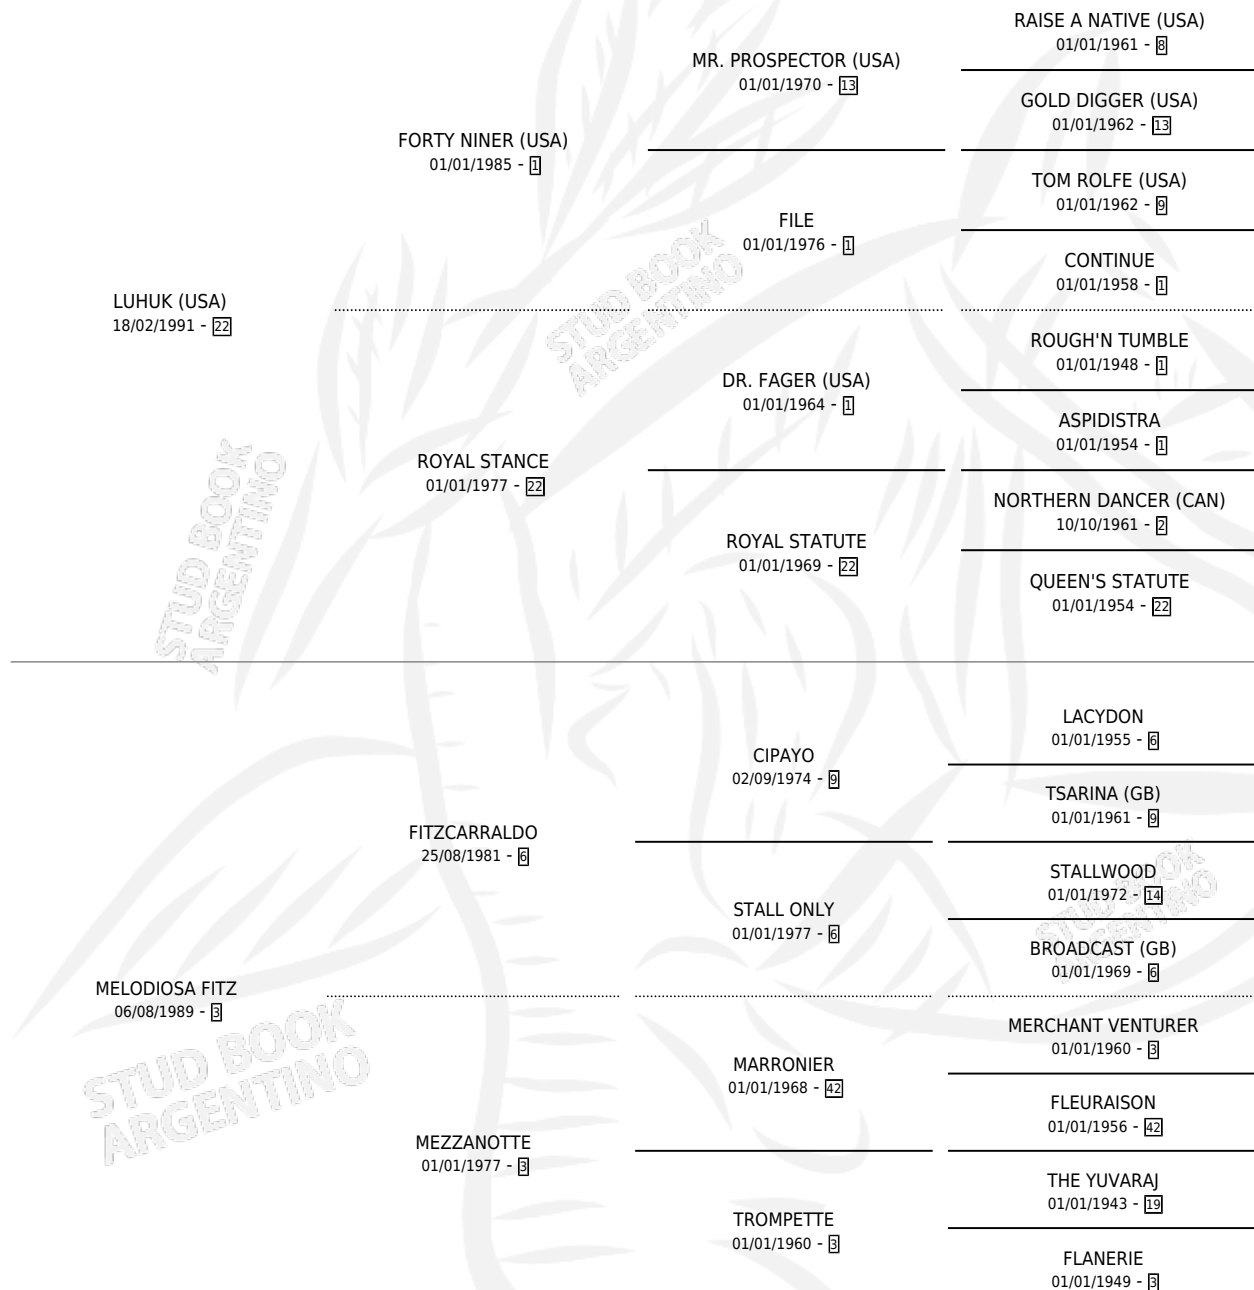 RAISE A NATIVE (USA)
01/01/1961 - 8
MR. PROSPECTOR (USA)
01/01/1970 - 13
GOLD DIGGER (USA)
01/01/1962 - 13
FORTY NINER (USA)
01/01/1985 - 1
TOM ROLFE (USA)
01/01/1962 - 9
FILE
01/01/1976 - 1
CONTINUE
01/01/1958 - 1
LUHUK (USA)
18/02/1991 - 22
ROUGH'N TUMBLE
01/01/1948 - 1
DR. FAGER (USA)
01/01/1964 - 1
ASPIDISTRA
01/01/1954 - 1
ROYAL STANCE
01/01/1977 - 22
NORTHERN DANCER (CAN)
10/10/1961 - 2
ROYAL STATUTE
01/01/1969 - 22
QUEEN'S STATUTE
01/01/1954 - 22
LACYDON
01/01/1955 - 6
CIPAYO
02/09/1974 - 9
TSARINA (GB)
01/01/1961 - 9
FITZCARRALDO
25/08/1981 - 6
STALLWOOD
01/01/1972 - 14
STALL ONLY
01/01/1977 - 6
BROADCAST (GB)
01/01/1969 - 6
MELODIOSA FITZ
06/08/1989 - 3
MERCHANT VENTURER
01/01/1960 - 3
MARRONIER
01/01/1968 - 42
FLEURAISON
01/01/1956 - 42
MEZZANOTTE
01/01/1977 - 3
THE YUVARAJ
01/01/1943 - 19
TROMPETTE
01/01/1960 - 3
FLANERIE
01/01/1949 - 3
STUD BOOK
ARGENTINO
STUD BOOK
ARGENTINO
STUD BOOK
ARGENTINO
STUD BOOK
ARGENTINO